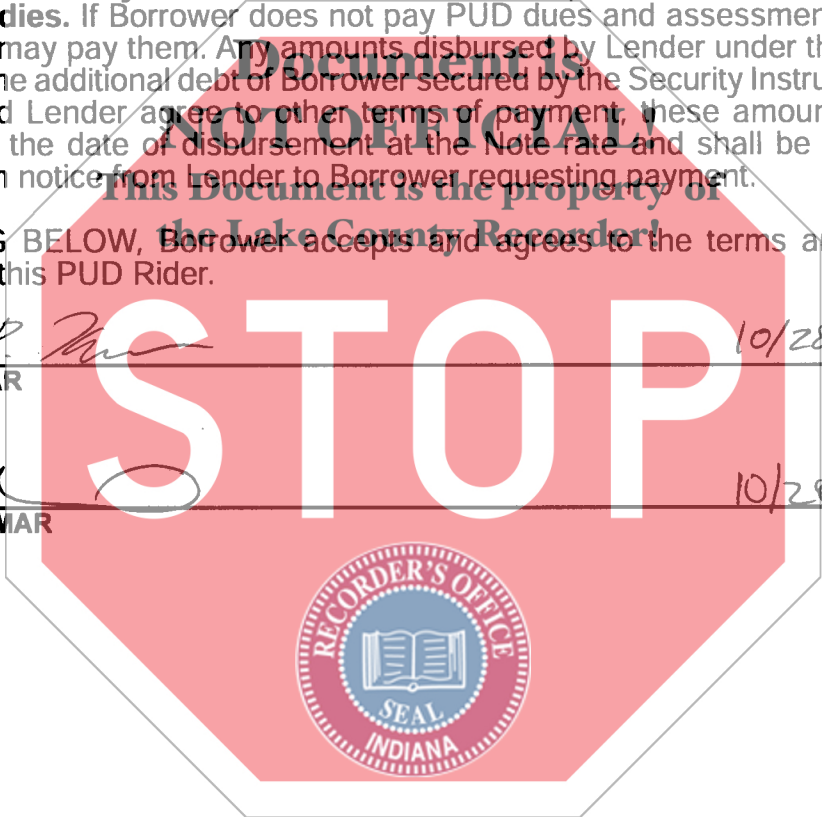 dies. If Borrower does not pay PUD dues and assessmen
may pay them. Any amounts disbursed by Lender under th
ne additional debt of Borrower secured by the Security Instru
d Lender agree to other terms of payment, these amoun
the date of disbursement at the Note rate and shall be
n notice from Lender to Borrower requesting payment.
Document is
NOT OFFICIAL!
This Document is the property of
the Lake County Recorder!
G BELOW, Borrower accepts and agrees to the terms a
this PUD Rider.
STOP
10/28
AR
10/28
MAR
RECORDER'S OFFICE
SEAL
INDIANA